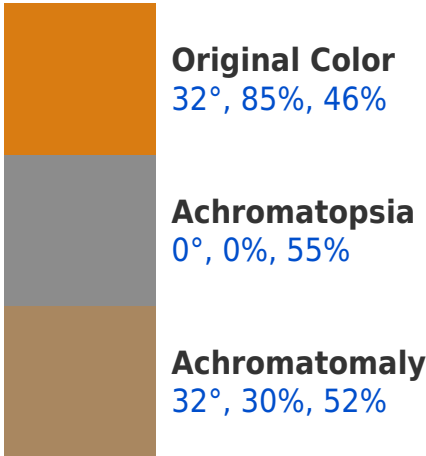 Original Color
32°, 85%, 46%
Achromatopsia
0°, 0%, 55%
Achromatomaly
32°, 30%, 52%